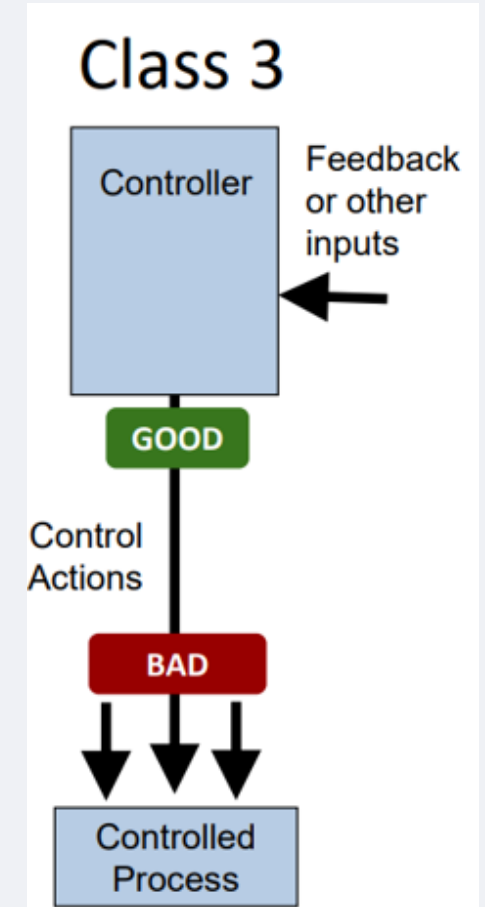 Class 3
Controller
Feedback
or other
inputs
GOOD
Control
Actions
BAD
Controlled
Process